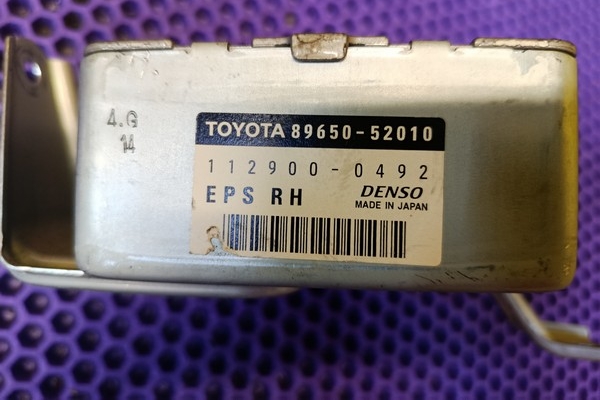 4.G
14
TOYOTA 89650-52010
112900-0492
EPS RH DENSO
MADE IN JAPAN